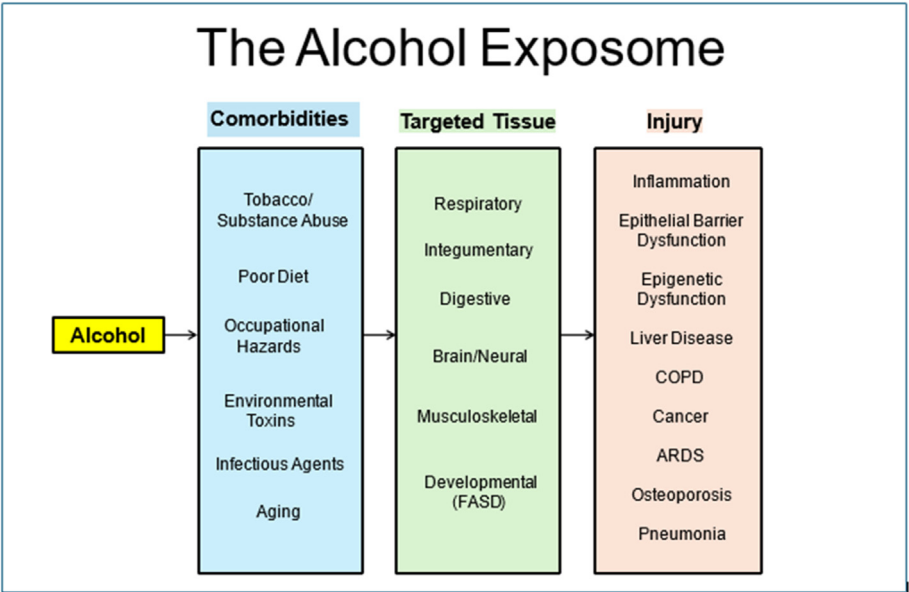 The Alcohol Exposome
Comorbidities
Targeted Tissue
Injury
Alcohol
Tobacco/
Substance Abuse
Poor Diet
Occupational
Hazards
Environmental
Toxins
Infectious Agents
Aging
Respiratory
Integumentary
Digestive
Brain/Neural
Musculoskeletal
Developmental
(FASD)
Inflammation
Epithelial Barrier
Dysfunction
Epigenetic
Dysfunction
Liver Disease
COPD
Cancer
ARDS
Osteoporosis
Pneumonia